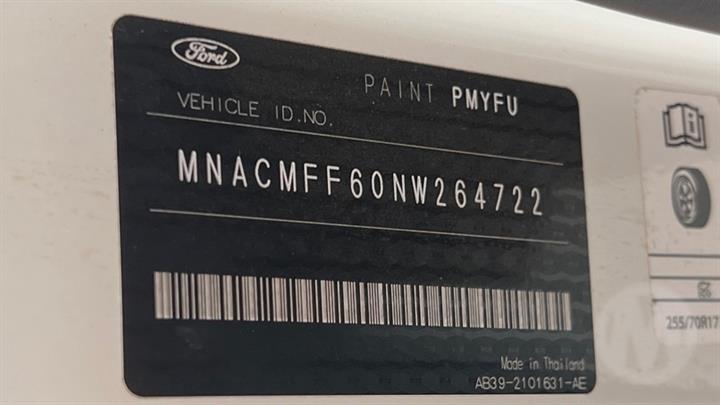 Ford
PAINT PMYFU
VEHICLE ID.NO.
MNACMFF60NW264722
Made in Thailand
AB39-2101631-AE
255/70R17